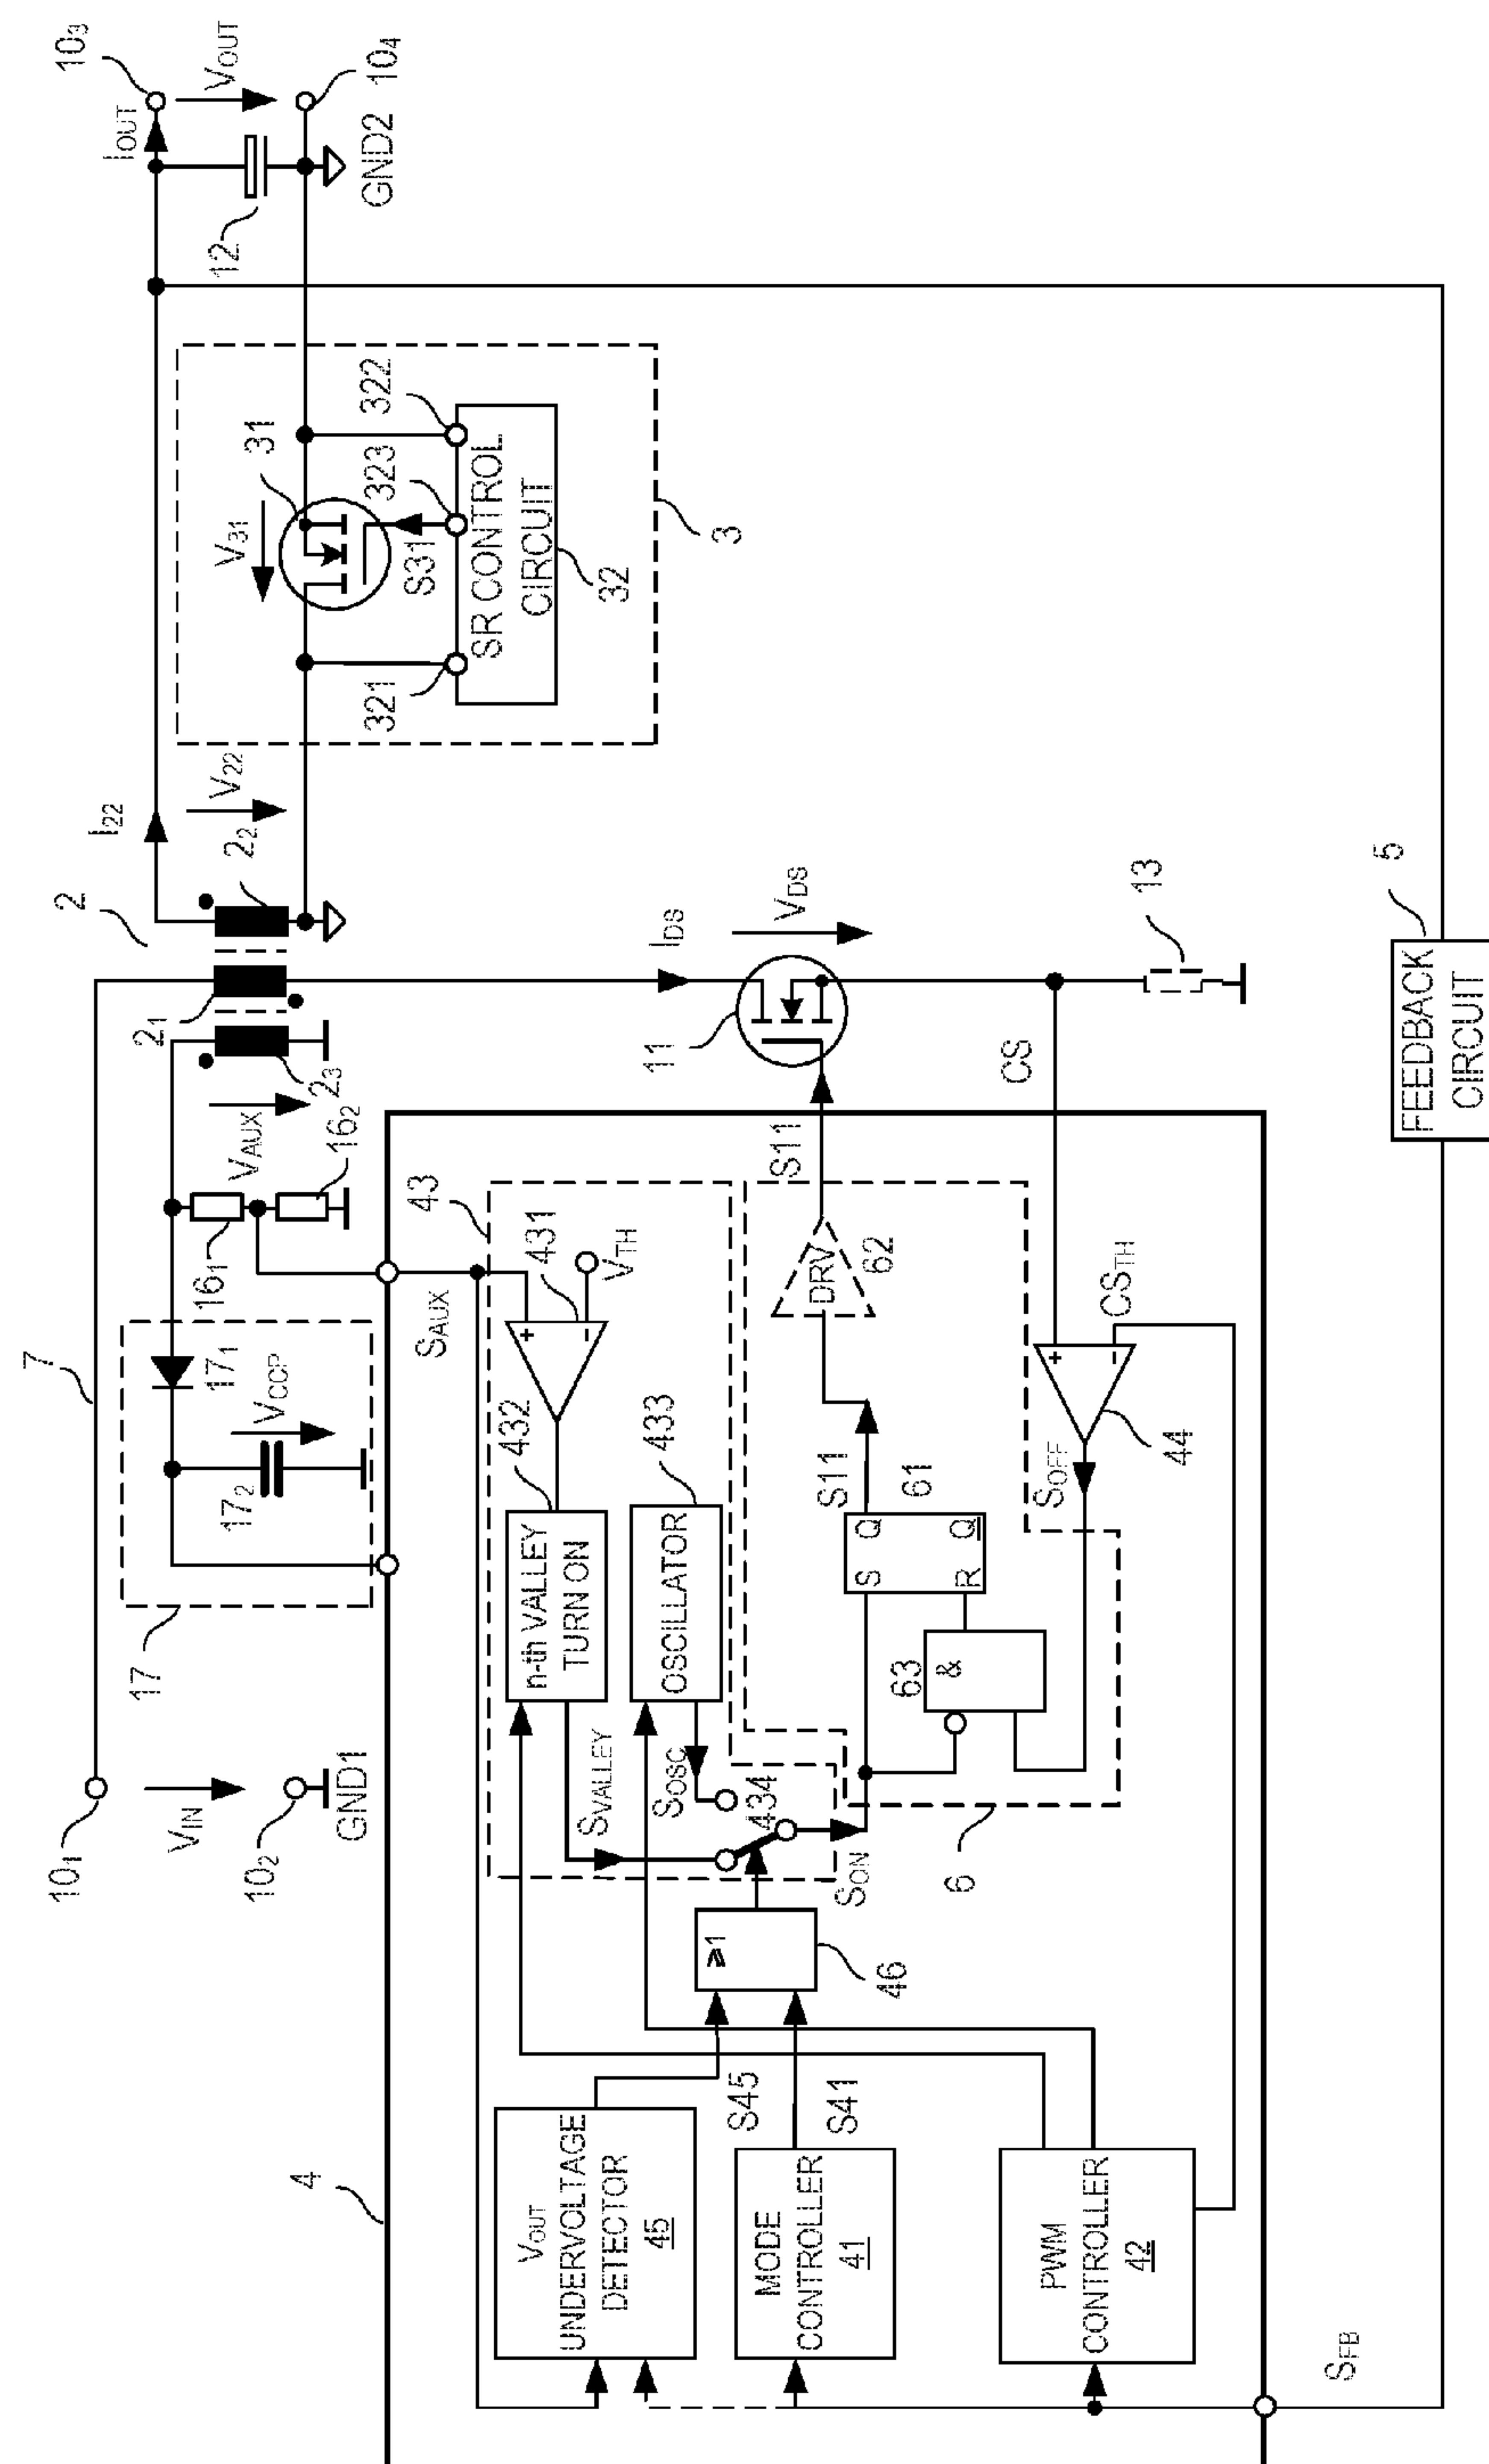 7
2
10₁
V_IN
10₂
GND1
17
17₁
17₂
V_CCP
16₁
16₂
V_AUX
2₁
2₂
2₃
I₂₂
V₂₂
I_OUT
10₃
V_OUT
10₄
12
GND2
31
V₃₁
S31
321
323
322
SR CONTROL
CIRCUIT
32
3
I_DS
V_DS
11
13
CS
4
S_AUX
43
431
+
–
V_TH
432
n-th VALLEY
TURN ON
433
OSCILLATOR
S_VALLEY
S_OSC
434
S_ON
DRV
62
S11
S11
61
S
Q
R
Q
63
&
6
S_OFF
44
+
–
CS_TH
≥1
46
S45
S41
V_OUT
UNDERVOLTAGE
DETECTOR
45
MODE
CONTROLLER
41
PWM
CONTROLLER
42
S_FB
5
FEEDBACK
CIRCUIT